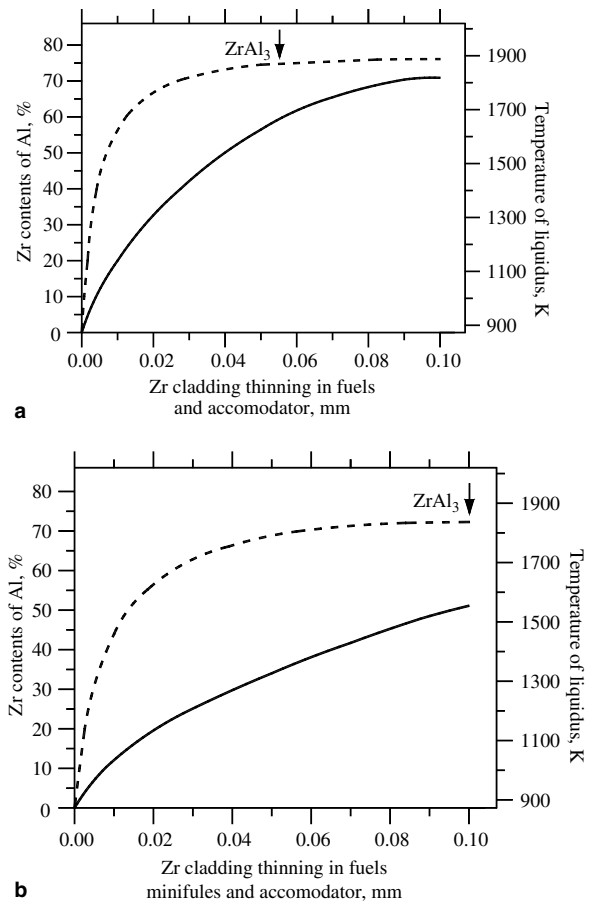 ZrAl3
80
70
60
50
40
30
20
10
0
Zr contents of Al, %
1900
1700
1500
1300
1100
900
Temperature of liquidus, K
0.00 0.02 0.04 0.06 0.08 0.10
Zr cladding thinning in fuels
and accomodator, mm
a
ZrAl3
80
70
60
50
40
30
20
10
0
Zr contents of Al, %
1900
1700
1500
1300
1100
900
Temperature of liquidus, K
0.00 0.02 0.04 0.06 0.08 0.10
Zr cladding thinning in fuels
minifules and accomodator, mm
b